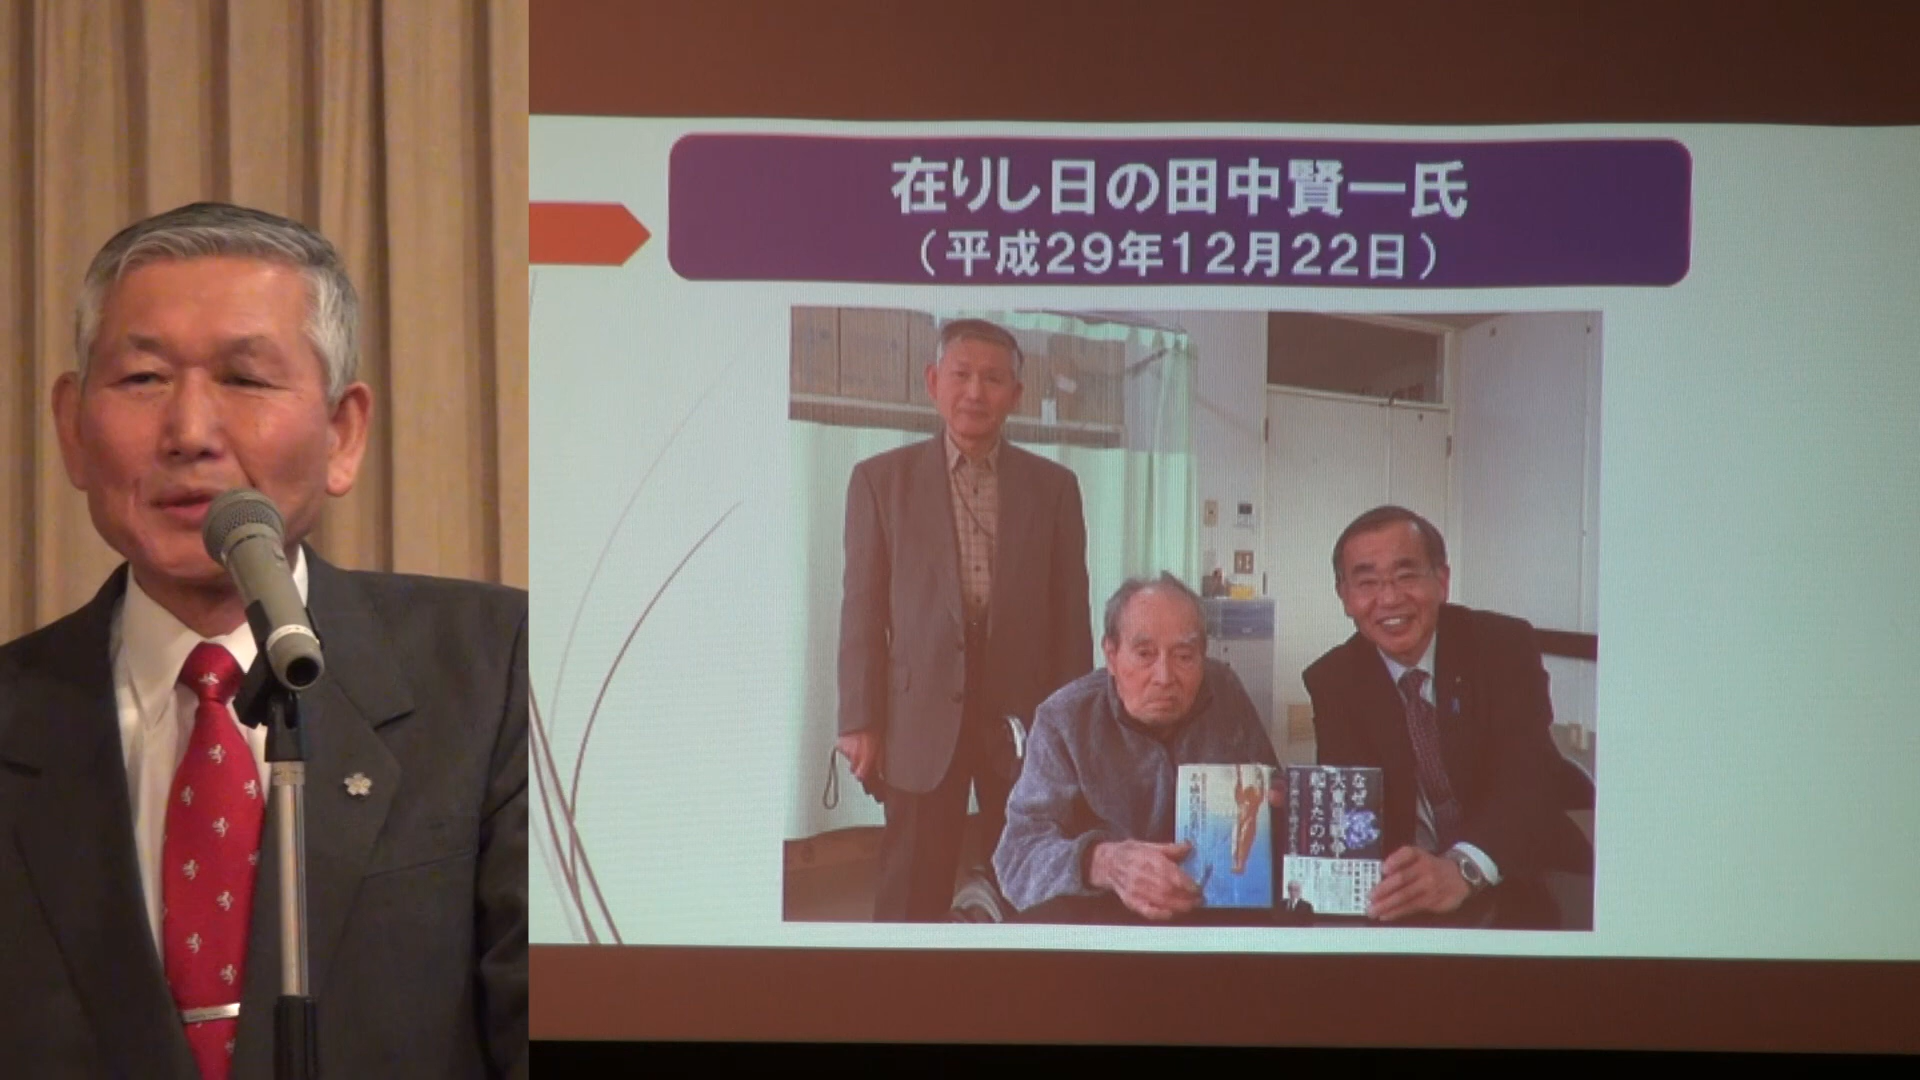 在りし日の田中賢一氏
（平成29年12月22日）
なぜ
大東亜戦争は
起きたのか